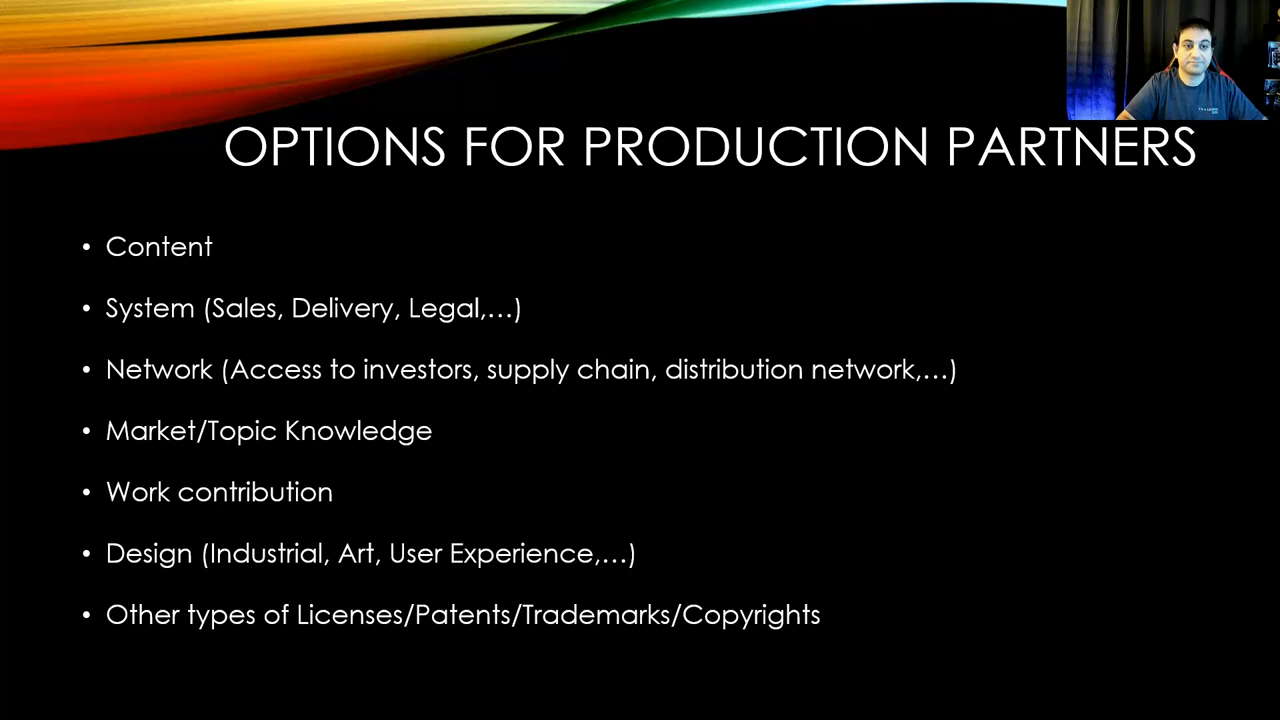 OPTIONS FOR PRODUCTION PARTNERS
• Content
• System (Sales, Delivery, Legal,…)
• Network (Access to investors, supply chain, distribution network,…)
• Market/Topic Knowledge
• Work contribution
• Design (Industrial, Art, User Experience,…)
• Other types of Licenses/Patents/Trademarks/Copyrights